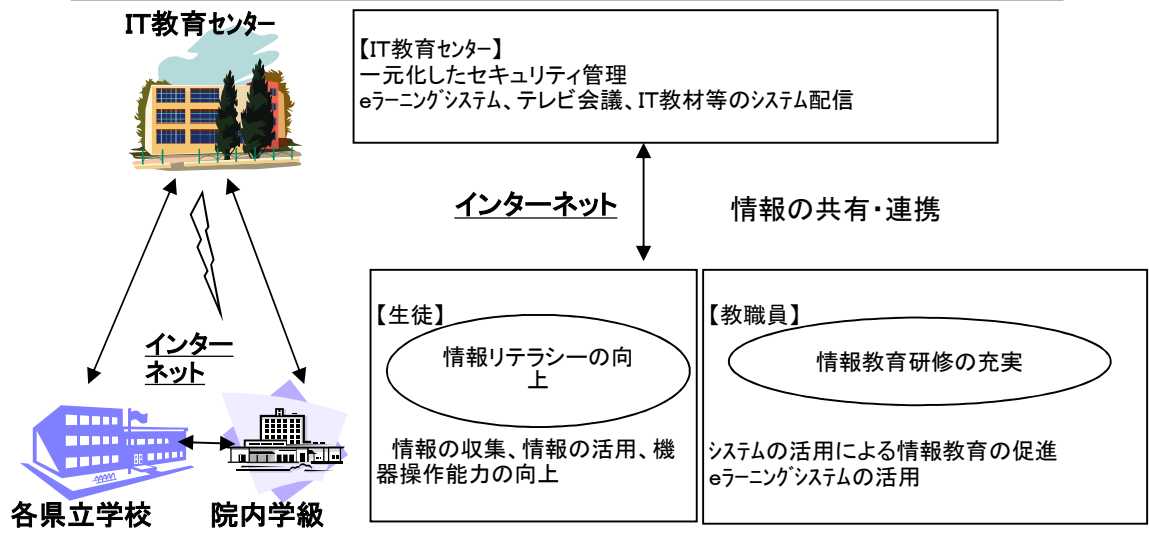 IT教育ｾﾝﾀｰ
【IT教育ｾﾝﾀｰ】
一元化したセキュリティ管理
eﾗｰﾆﾝｸﾞｼｽﾃﾑ、テレビ会議、IT教材等のｼｽﾃﾑ配信
インターネット
情報の共有・連携
インター
ネット
各県立学校
院内学級
【生徒】
情報リテラシーの向
上
情報の収集、情報の活用、機
器操作能力の向上
【教職員】
情報教育研修の充実
ｼｽﾃﾑの活用による情報教育の促進
eﾗｰﾆﾝｸﾞｼｽﾃﾑの活用